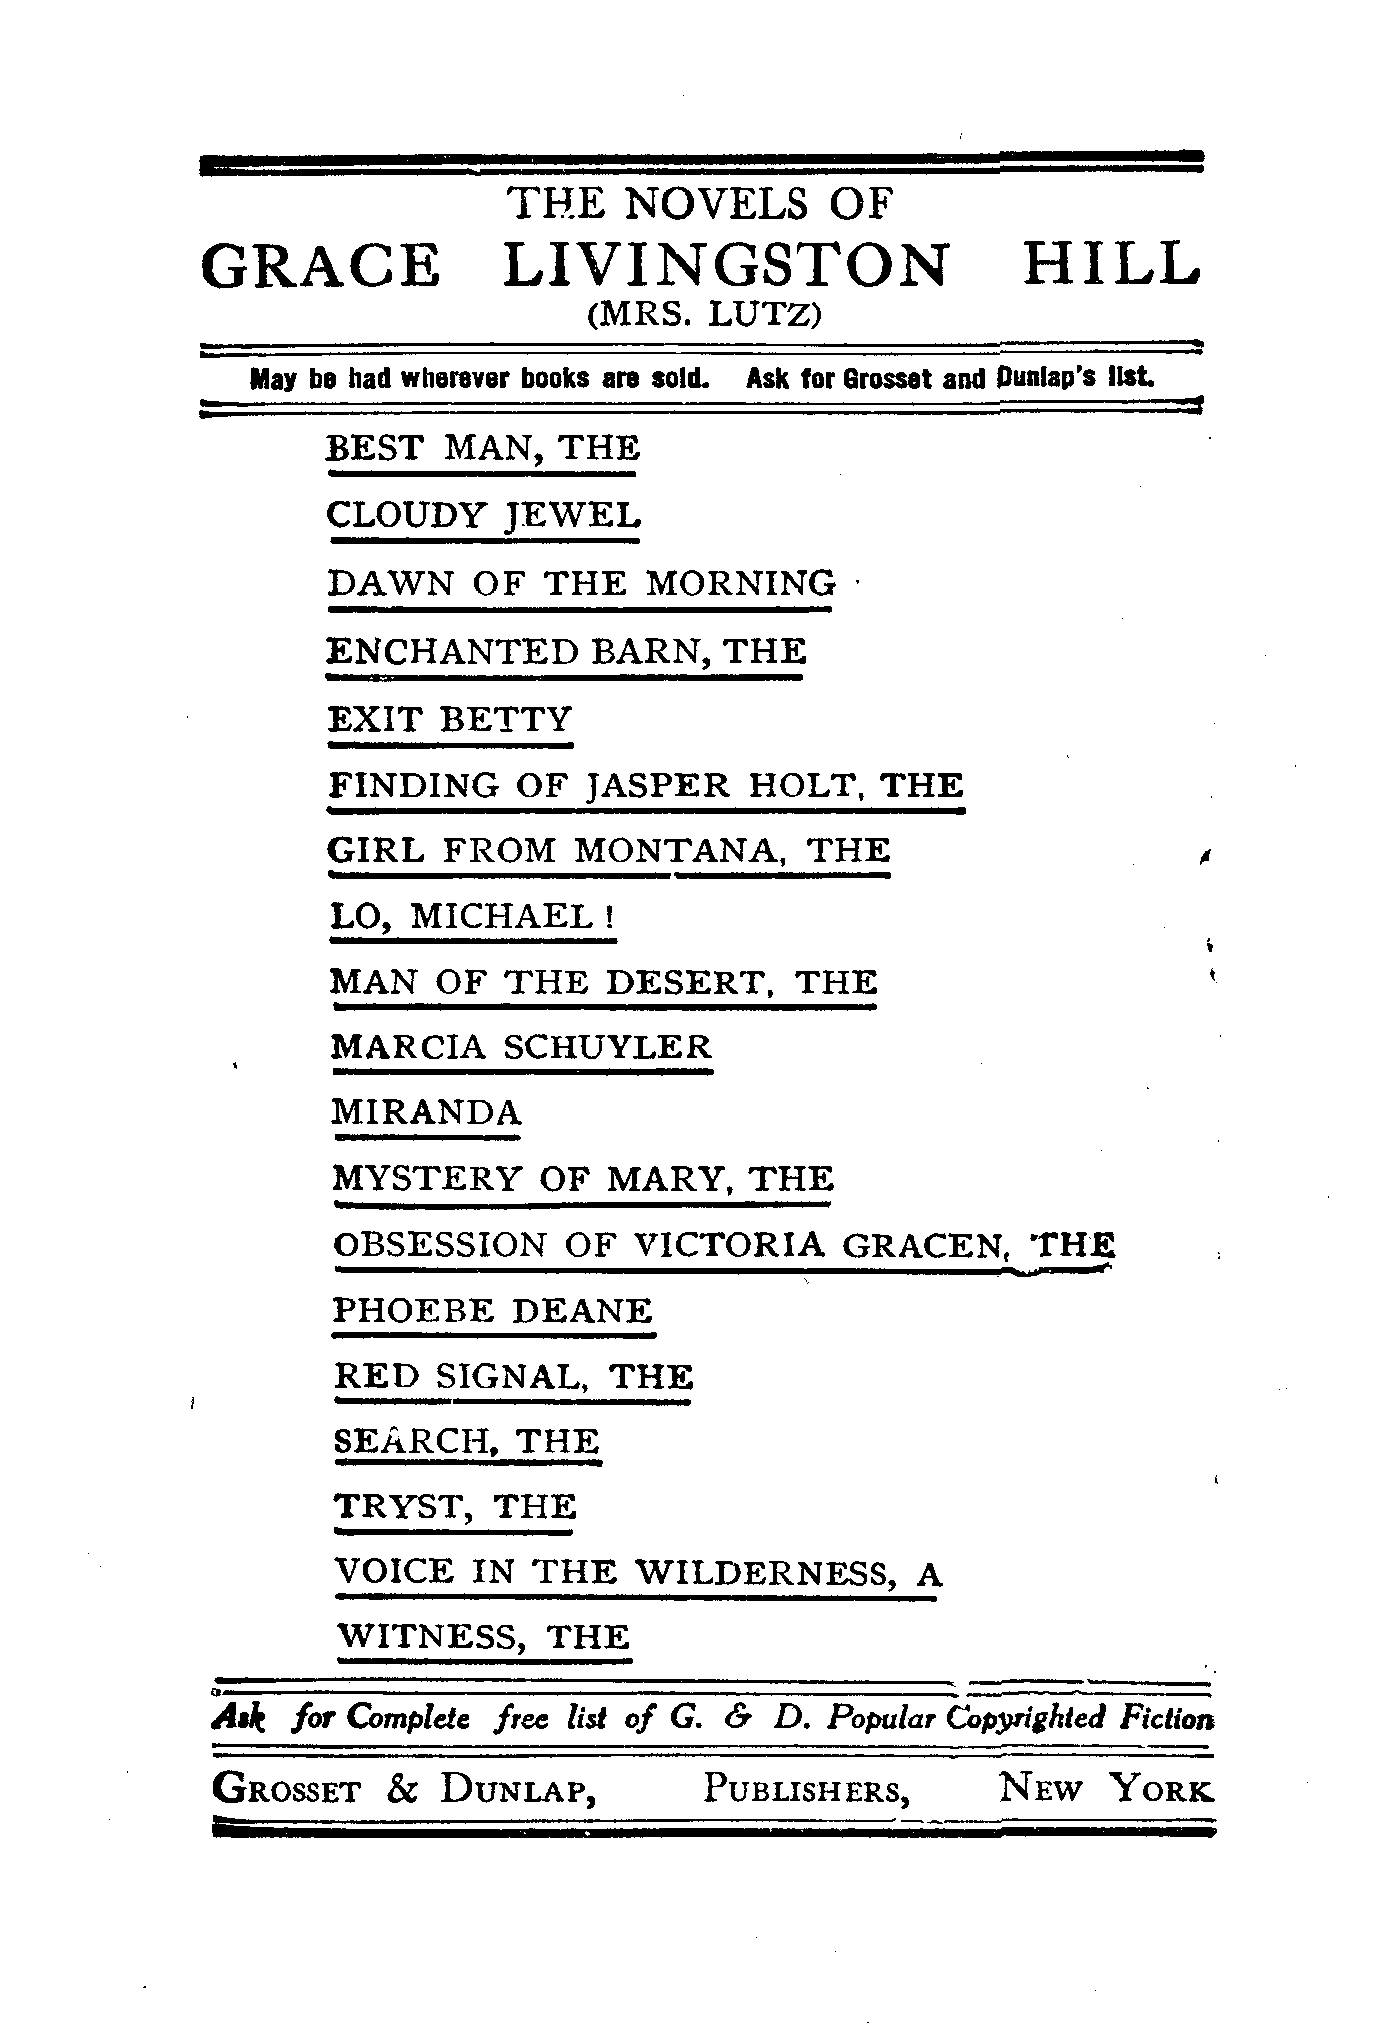 THE NOVELS OF
GRACE LIVINGSTON HILL
(MRS. LUTZ)
May be had wherever books are sold. Ask for Grosset and Dunlap's list.
BEST MAN, THE
CLOUDY JEWEL
DAWN OF THE MORNING
ENCHANTED BARN, THE
EXIT BETTY
FINDING OF JASPER HOLT, THE
GIRL FROM MONTANA, THE
LO, MICHAEL!
MAN OF THE DESERT, THE
MARCIA SCHUYLER
MIRANDA
MYSTERY OF MARY, THE
OBSESSION OF VICTORIA GRACEN, THE
PHOEBE DEANE
RED SIGNAL, THE
SEARCH, THE
TRYST, THE
VOICE IN THE WILDERNESS, A
WITNESS, THE
Ask for Complete free list of G. & D. Popular Copyrighted Fiction
GROSSET & DUNLAP, PUBLISHERS, NEW YORK